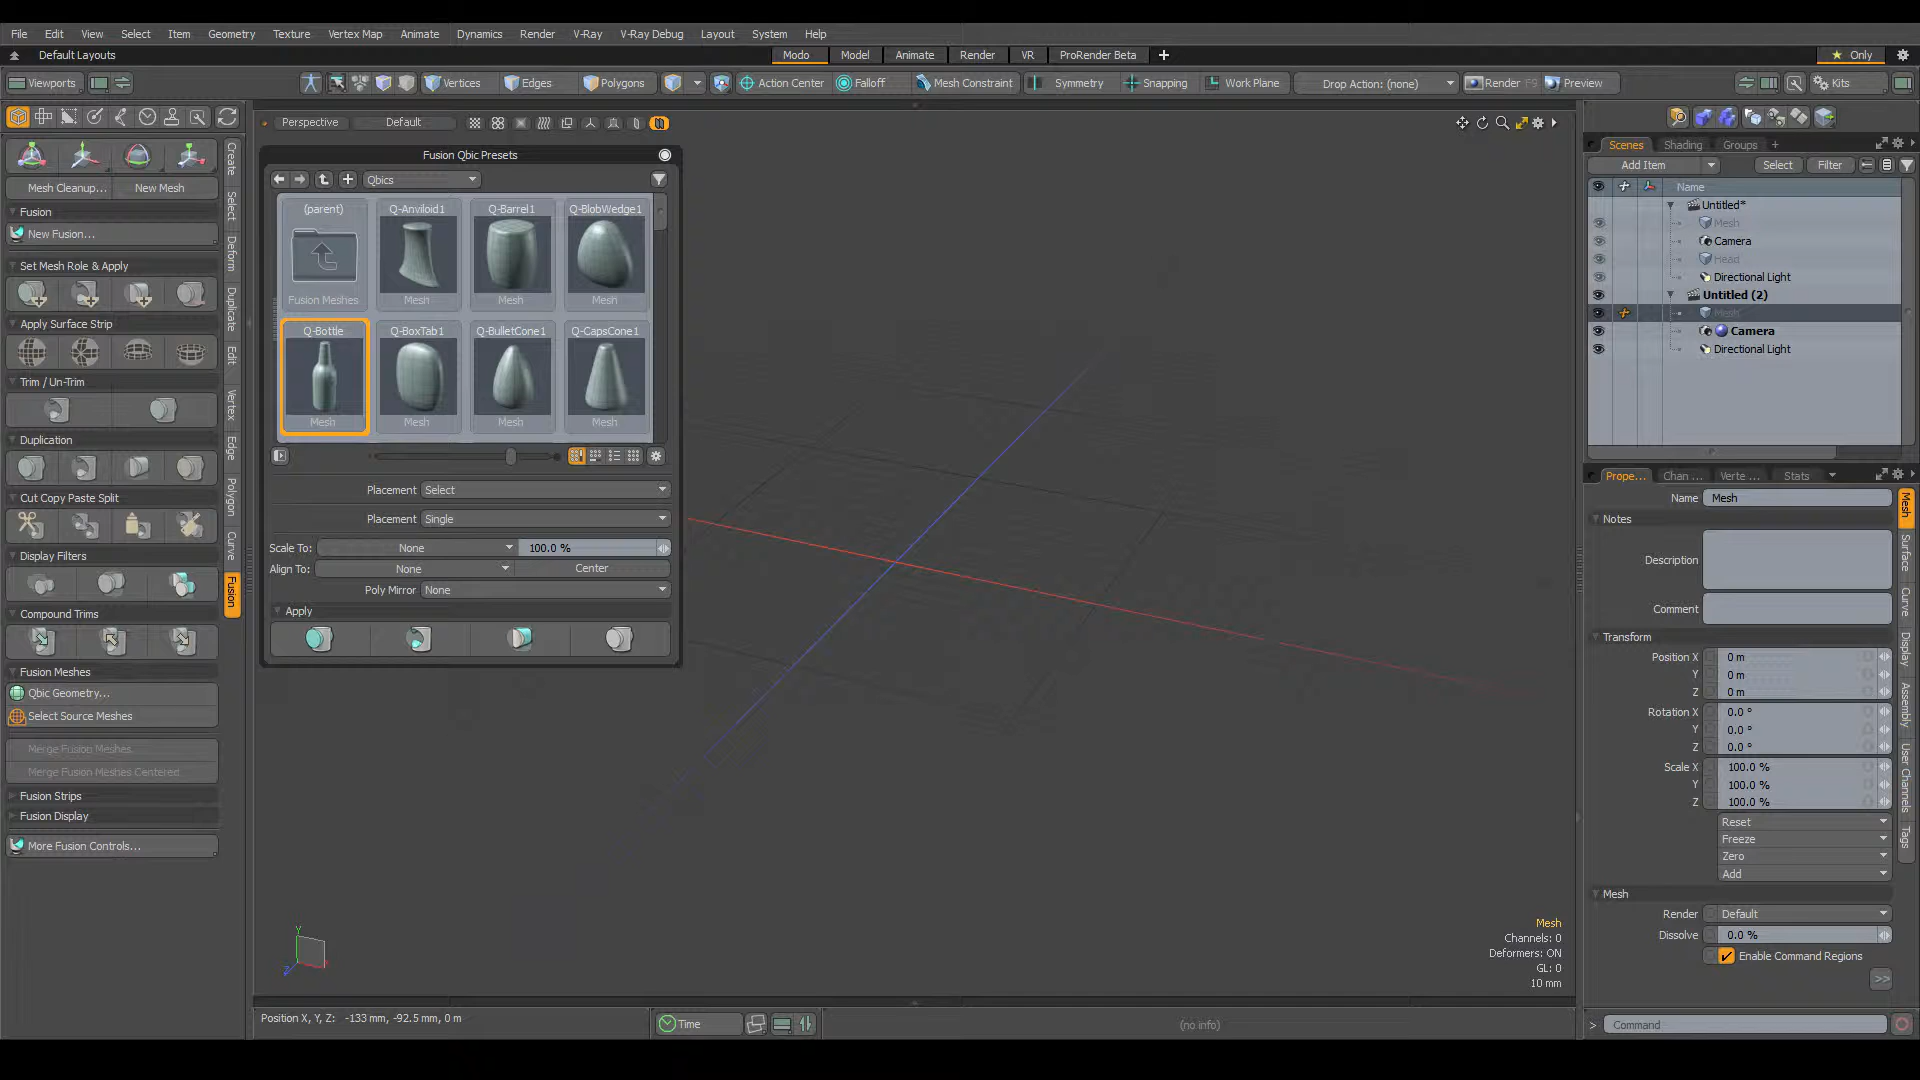 File Edit View Select Item Geometry Texture Vertex Map Animate Dynamics Render V-Ray V-Ray Debug Layout System Help
Default Layouts Modo Model Animate Render VR ProRender Beta + Only
Viewports Vertices Edges Polygons Action Center Falloff Mesh Constraint Symmetry Snapping Work Plane Drop Action: (none) Render F9 Preview Kits
Perspective Default
Mesh Cleanup... New Mesh
Fusion
New Fusion...
Set Mesh Role & Apply
Apply Surface Strip
Trim / Un-Trim
Duplication
Cut Copy Paste Split
Display Filters
Compound Trims
Fusion Meshes
Qbic Geometry...
Select Source Meshes
Merge Fusion Meshes
Merge Fusion Meshes Centered
Fusion Strips
Fusion Display
More Fusion Controls...
Create
Select
Deform
Duplicate
Edit
Vertex
Edge
Polygon
Curve
Fusion
Fusion Qbic Presets
Qbics
(parent) Q-Anviloid1 Q-Barrel1 Q-BlobWedge1
Fusion Meshes Mesh Mesh Mesh
Q-Bottle Q-BoxTab1 Q-BulletCone1 Q-CapsCone1
Mesh Mesh Mesh Mesh
Placement Select
Placement Single
Scale To: None 100.0 %
Align To: None Center
Poly Mirror None
Apply
Y
Z
Mesh
Channels: 0
Deformers: ON
GL: 0
10 mm
Position X, Y, Z: -133 mm, -92.5 mm, 0 m
Time
(no info)
Scenes Shading Groups +
Add Item Select Filter
Name
Untitled*
Mesh
Camera
Head
Directional Light
Untitled (2)
Mesh
Camera
Directional Light
Prope... Chan ... Verte ... Stats
Name Mesh
Notes
Description
Comment
Transform
Position X 0 m
Y 0 m
Z 0 m
Rotation X 0.0 °
Y 0.0 °
Z 0.0 °
Scale X 100.0 %
Y 100.0 %
Z 100.0 %
Reset
Freeze
Zero
Add
Mesh
Render Default
Dissolve 0.0 %
Enable Command Regions
>>
Mesh
Surface
Curve
Display
Assembly
User Channels
Tags
> Command